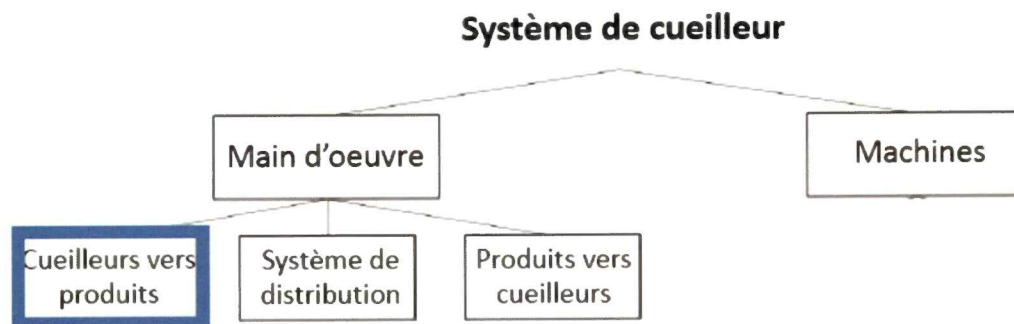 Système de cueilleur
Main d'oeuvre
Machines
Cueilleurs vers
produits
Système de
distribution
Produits vers
cueilleurs